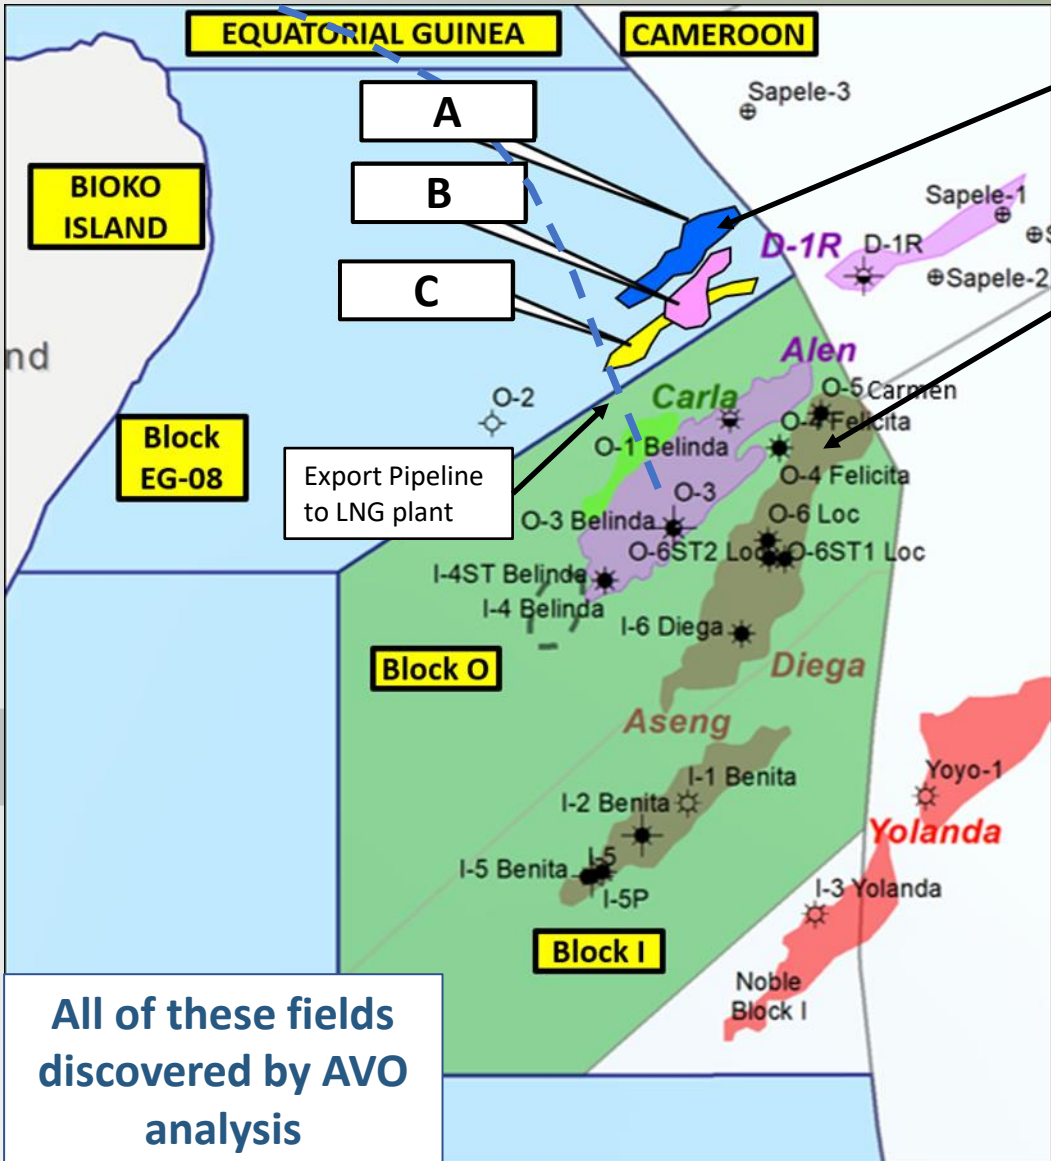 EQUATORIAL GUINEA
CAMEROON
A
Sapele-3
BIOKO
ISLAND
B
Sapele-1
D-1R
D-1R
S
C
Sapele-2
nd
Alen
Carla
O-5 Carmen
O-2
O-4 Felicita
O-1 Belinda
Block
EG-08
Export Pipeline
to LNG plant
O-4 Felicita
O-3
O-3 Belinda
O-6 Loc
O-6ST2 Loc
O-6ST1 Loc
I-4ST Belinda
I-4 Belinda
I-6 Diega
Block O
Diega
Aseng
I-1 Benita
Yoyo-1
I-2 Benita
Yolanda
I-5
I-5 Benita
I-3 Yolanda
I-5P
Block I
Noble
Block I
All of these fields
discovered by AVO
analysis